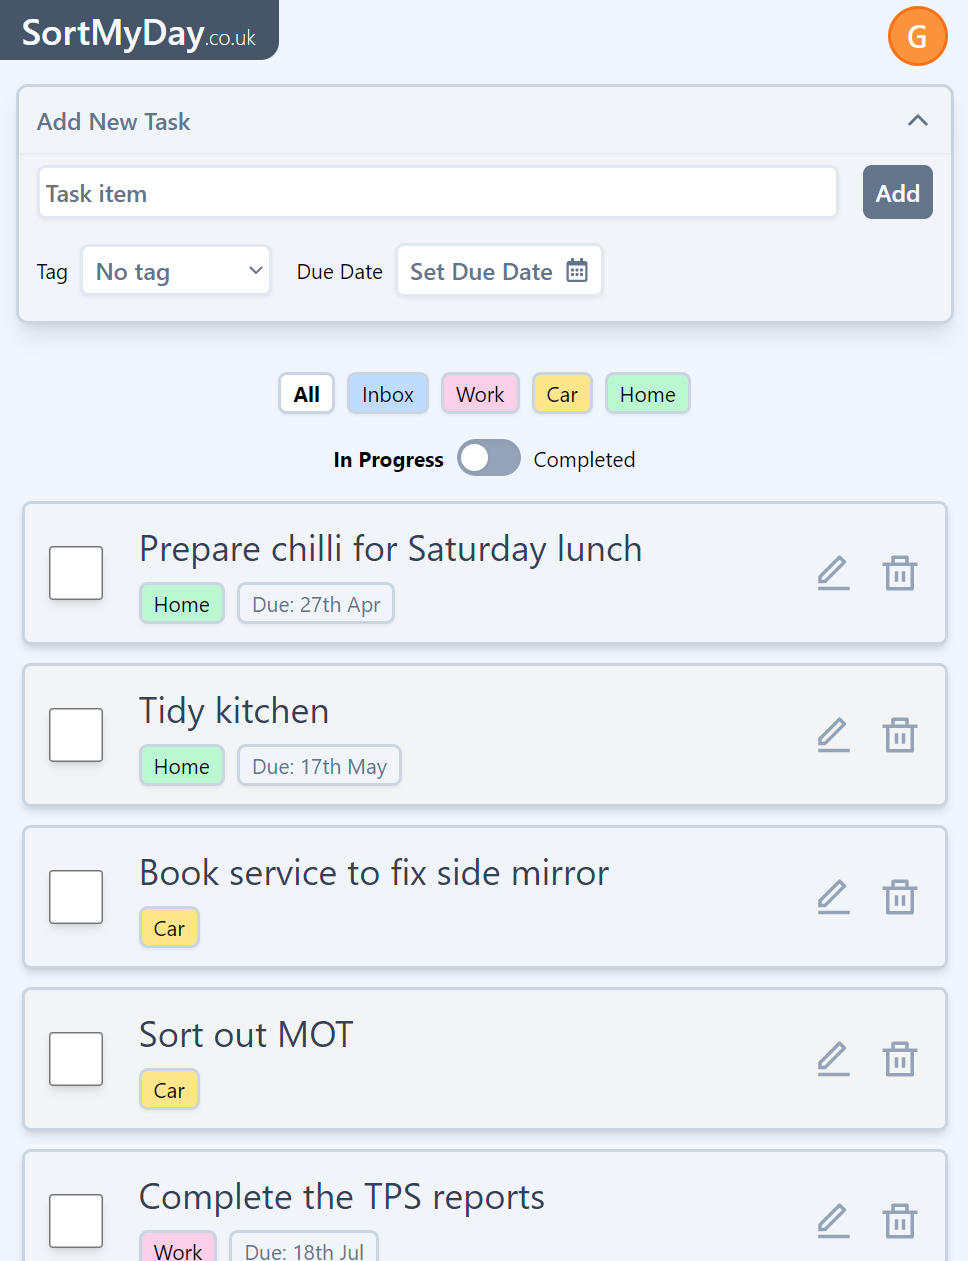 SortMyDay.co.uk
G
Add New Task
Task item
Add
Tag No tag Due Date Set Due Date
All Inbox Work Car Home
In Progress Completed
Prepare chilli for Saturday lunch
Home Due: 27th Apr
Tidy kitchen
Home Due: 17th May
Book service to fix side mirror
Car
Sort out MOT
Car
Complete the TPS reports
Work Due: 18th Jul